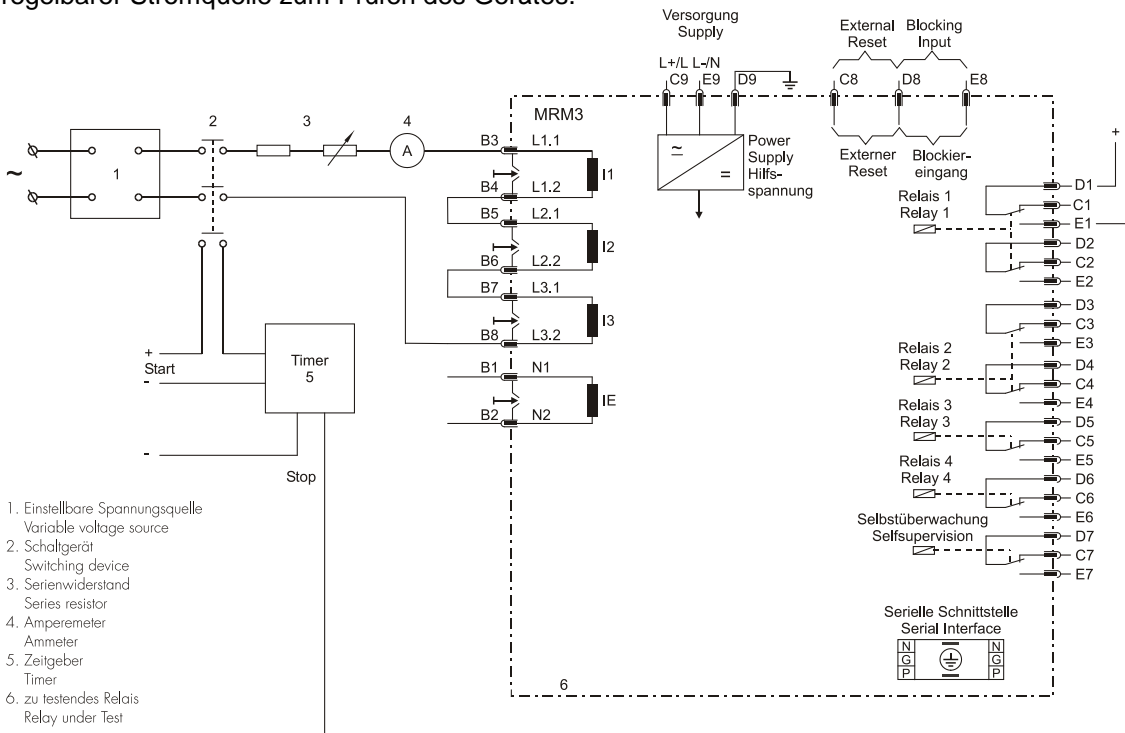 regelbarer Stromquelle zum Prüfen des Gerätes.
Versorgung
Supply
External
Reset
Blocking
Input
L+/L L-/N
C9 E9 D9
C8 D8 E8
MRM3
Power
Supply
Hilfs-
spannung
≃
=
Externer
Reset
Blockier-
eingang
2 3 4
1
~
A
B3 L1.1
I1
B4 L1.2
B5 L2.1
I2
B6 L2.2
B7 L3.1
I3
B8 L3.2
B1 N1
IE
B2 N2
+
Start
-
-
Timer
5
Stop
+
Relais 1
Relay 1
D1
C1
E1
D2
C2
E2
D3
C3
E3
Relais 2
Relay 2
D4
C4
E4
Relais 3
Relay 3
D5
C5
E5
Relais 4
Relay 4
D6
C6
E6
Selbstüberwachung
Selfsupervision
D7
C7
E7
Serielle Schnittstelle
Serial Interface
N N
G G
P P
6
1. Einstellbare Spannungsquelle
Variable voltage source
2. Schaltgerät
Switching device
3. Serienwiderstand
Series resistor
4. Amperemeter
Ammeter
5. Zeitgeber
Timer
6. zu testendes Relais
Relay under Test